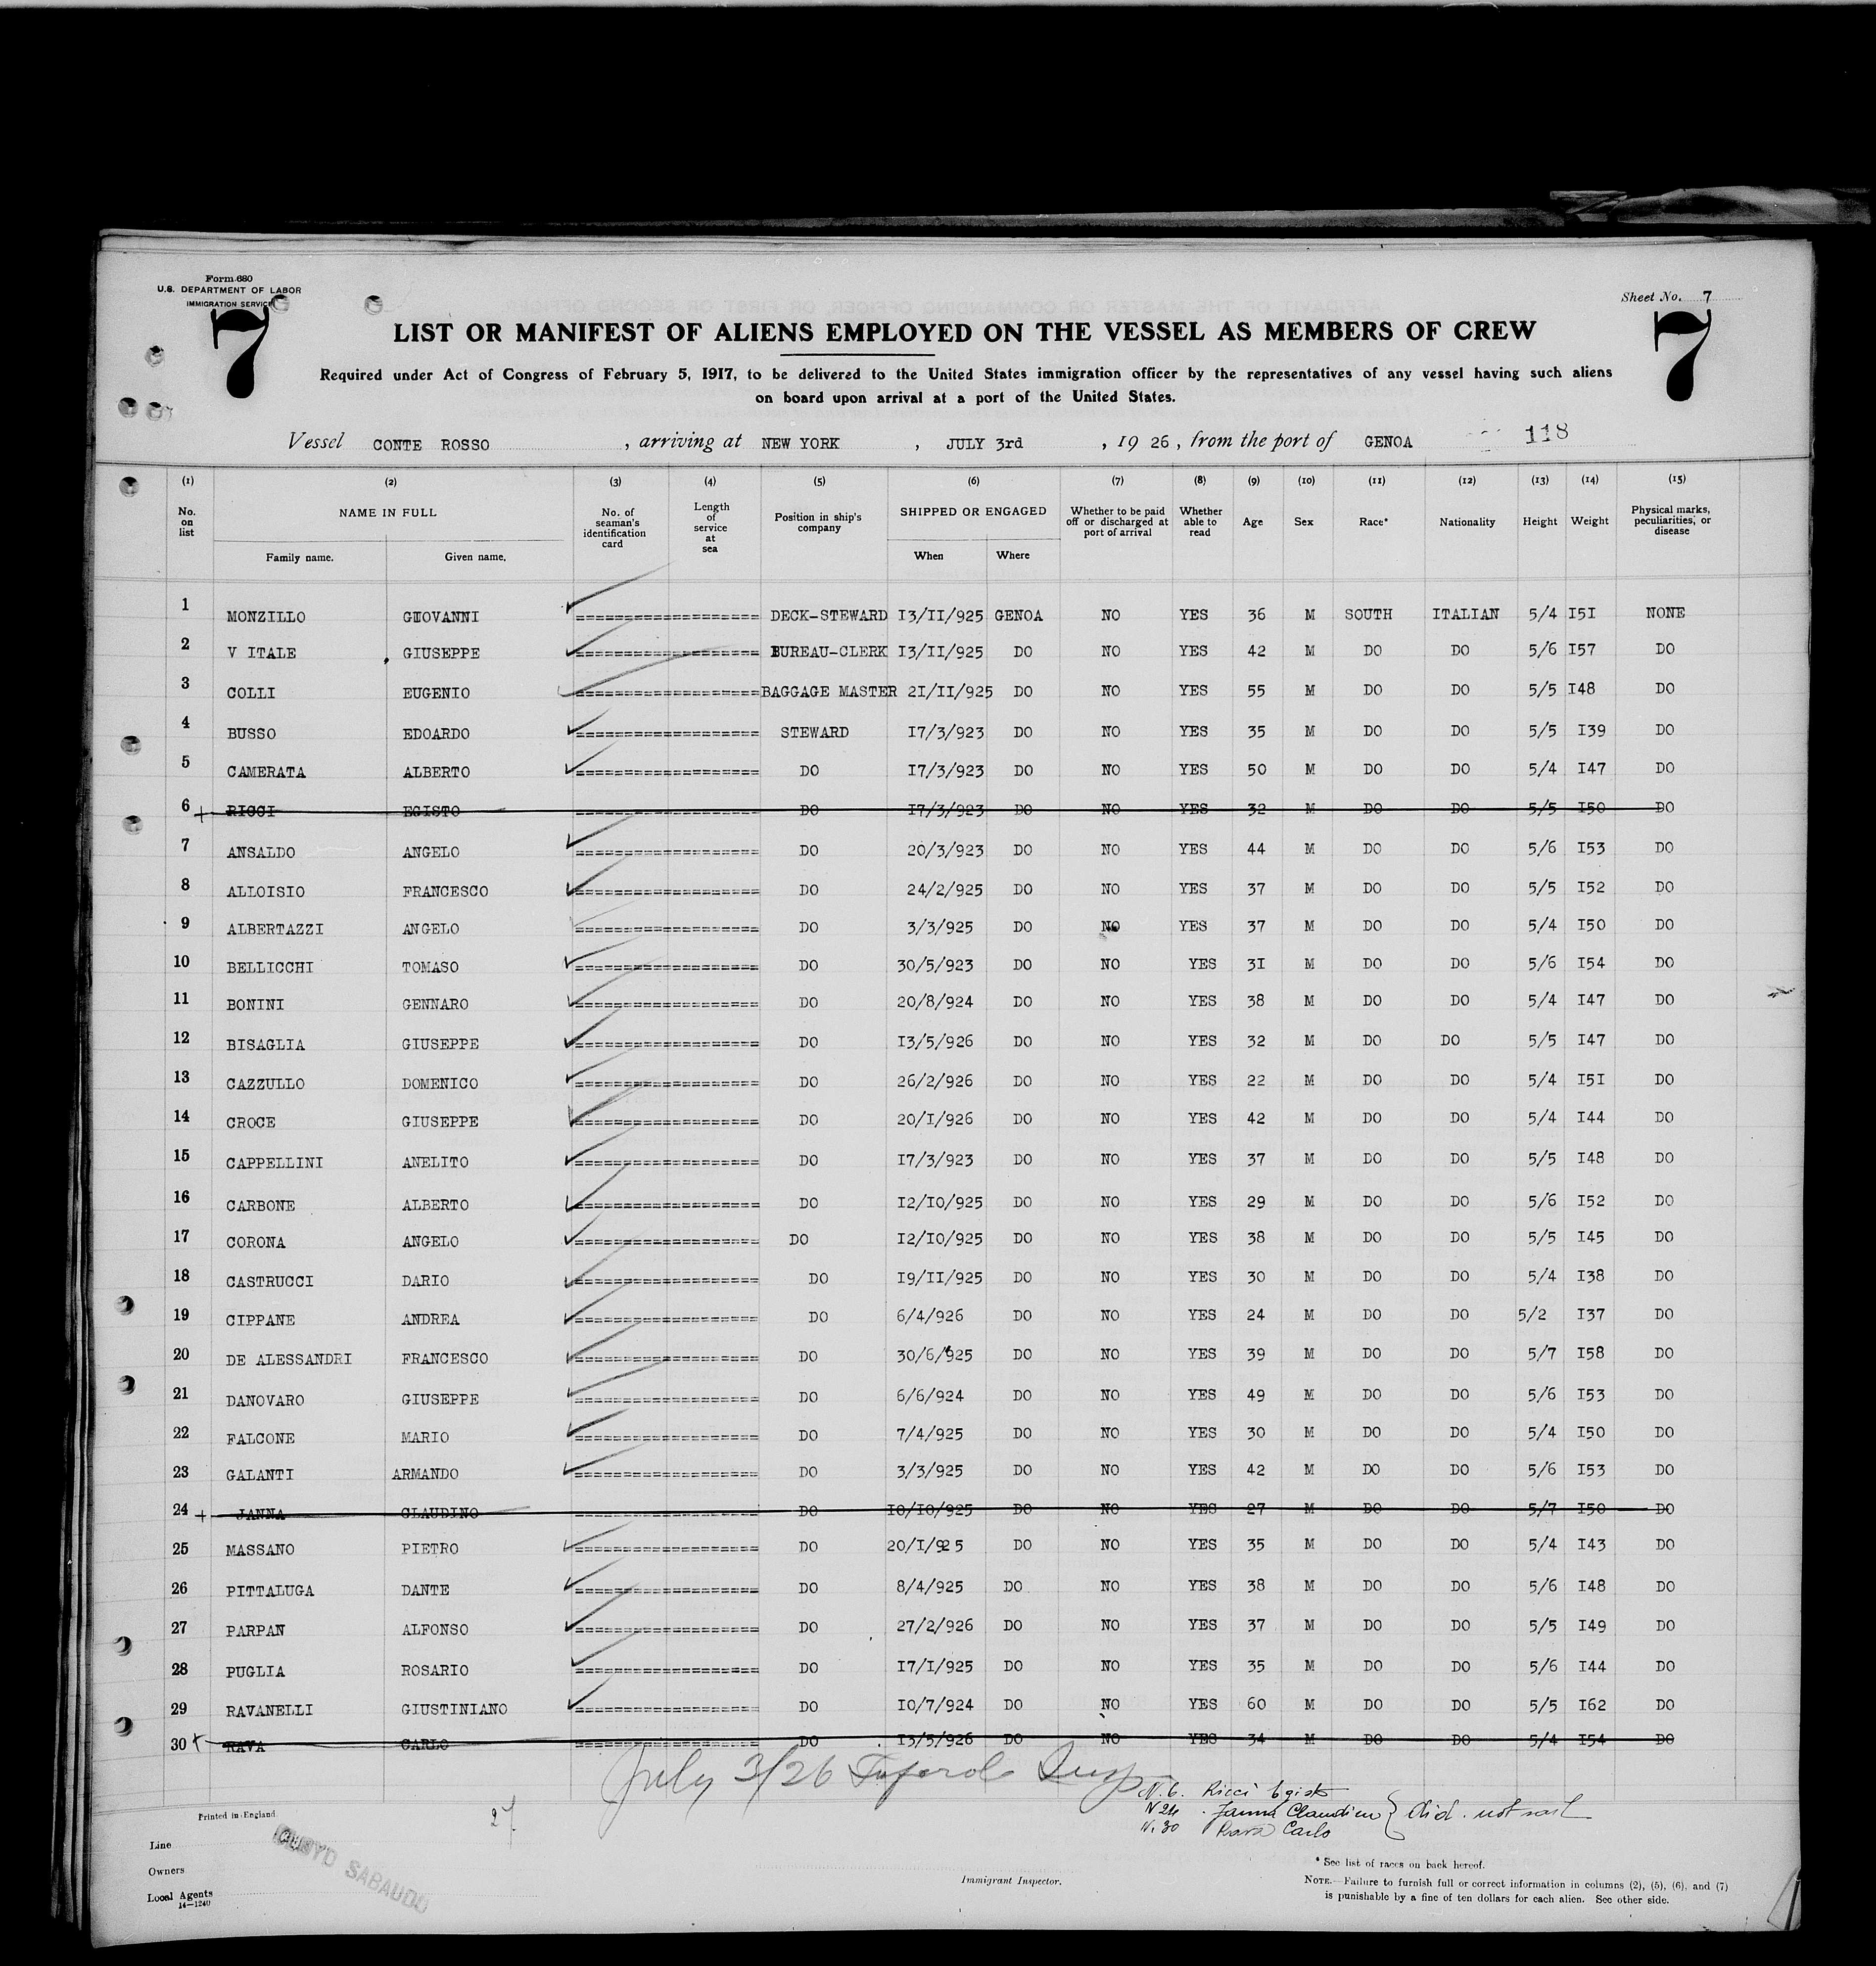 Form 680
U.S. DEPARTMENT OF LABOR
IMMIGRATION SERVICE
Sheet No. 7
7
7
LIST OR MANIFEST OF ALIENS EMPLOYED ON THE VESSEL AS MEMBERS OF CREW
Required under Act of Congress of February 5, 1917, to be delivered to the United States immigration officer by the representatives of any vessel having such aliens
on board upon arrival at a port of the United States.
Vessel CONTE ROSSO, arriving at NEW YORK, JULY 3rd, 19 26, from the port of GENOA 118
(1) (2) (3) (4) (5) (6) (7) (8) (9) (10) (11) (12) (13) (14) (15)
No. on list NAME IN FULL No. of seaman's identification card Length of service at sea Position in ship's company SHIPPED OR ENGAGED Whether to be paid off or discharged at port of arrival Whether able to read Age Sex Race* Nationality Height Weight Physical marks, peculiarities, or disease
Family name. Given name. When Where
1 MONZILLO GIOVANNI DECK-STEWARD I3/II/925 GENOA NO YES 36 M SOUTH ITALIAN 5/4 I5I NONE
2 V ITALE GIUSEPPE BUREAU-CLERK I3/II/925 DO NO YES 42 M DO DO 5/6 I57 DO
3 COLLI EUGENIO BAGGAGE MASTER 2I/II/925 DO NO YES 55 M DO DO 5/5 I48 DO
4 BUSSO EDOARDO STEWARD I7/3/923 DO NO YES 35 M DO DO 5/5 I39 DO
5 CAMERATA ALBERTO DO I7/3/923 DO NO YES 50 M DO DO 5/4 I47 DO
6 + RICCI EGISTO DO I7/3/923 DO NO YES 32 M DO DO 5/5 I50 DO
7 ANSALDO ANGELO DO 20/3/923 DO NO YES 44 M DO DO 5/6 I53 DO
8 ALLOISIO FRANCESCO DO 24/2/925 DO NO YES 37 M DO DO 5/5 I52 DO
9 ALBERTAZZI ANGELO DO 3/3/925 DO NO YES 37 M DO DO 5/4 I50 DO
10 BELLICCHI TOMASO DO 30/5/923 DO NO YES 3I M DO DO 5/6 I54 DO
11 BONINI GENNARO DO 20/8/924 DO NO YES 38 M DO DO 5/4 I47 DO
12 BISAGLIA GIUSEPPE DO I3/5/926 DO NO YES 32 M DO DO 5/5 I47 DO
13 CAZZULLO DOMENICO DO 26/2/926 DO NO YES 22 M DO DO 5/4 I5I DO
14 CROCE GIUSEPPE DO 20/I/926 DO NO YES 42 M DO DO 5/4 I44 DO
15 CAPPELLINI ANELITO DO I7/3/923 DO NO YES 37 M DO DO 5/5 I48 DO
16 CARBONE ALBERTO DO I2/IO/925 DO NO YES 29 M DO DO 5/6 I52 DO
17 CORONA ANGELO DO I2/IO/925 DO NO YES 38 M DO DO 5/5 I45 DO
18 CASTRUCCI DARIO DO I9/II/925 DO NO YES 30 M DO DO 5/4 I38 DO
19 CIPPANE ANDREA DO 6/4/926 DO NO YES 24 M DO DO 5/2 I37 DO
20 DE ALESSANDRI FRANCESCO DO 30/6/925 DO NO YES 39 M DO DO 5/7 I58 DO
21 DANOVARO GIUSEPPE DO 6/6/924 DO NO YES 49 M DO DO 5/6 I53 DO
22 FALCONE MARIO DO 7/4/925 DO NO YES 30 M DO DO 5/4 I50 DO
23 GALANTI ARMANDO DO 3/3/925 DO NO YES 42 M DO DO 5/6 I53 DO
24 + JANNA CLAUDINO DO I0/I0/925 DO NO YES 27 M DO DO 5/7 I50 DO
25 MASSANO PIETRO DO 20/I/925 DO NO YES 35 M DO DO 5/4 I43 DO
26 PITTALUGA DANTE DO 8/4/925 DO NO YES 38 M DO DO 5/6 I48 DO
27 PARPAN ALFONSO DO 27/2/926 DO NO YES 37 M DO DO 5/5 I49 DO
28 PUGLIA ROSARIO DO I7/I/925 DO NO YES 35 M DO DO 5/6 I44 DO
29 RAVANELLI GIUSTINIANO DO I0/7/924 DO NO YES 60 M DO DO 5/5 I62 DO
30 + RAVA CARLO DO I3/5/926 DO NO YES 34 M DO DO 5/4 I54 DO
July 3/26 Insp
N. 6. Ricci Egisto
N 24 Janna Claudino } did not sail
N. 30 Rava Carlo
27
Printed in England.
Line
LLOYD SABAUDO
Owners
Local Agents
14—1240
Immigrant Inspector.
* See list of races on back hereof.
NOTE.—Failure to furnish full or correct information in columns (2), (5), (6), and (7)
is punishable by a fine of ten dollars for each alien. See other side.